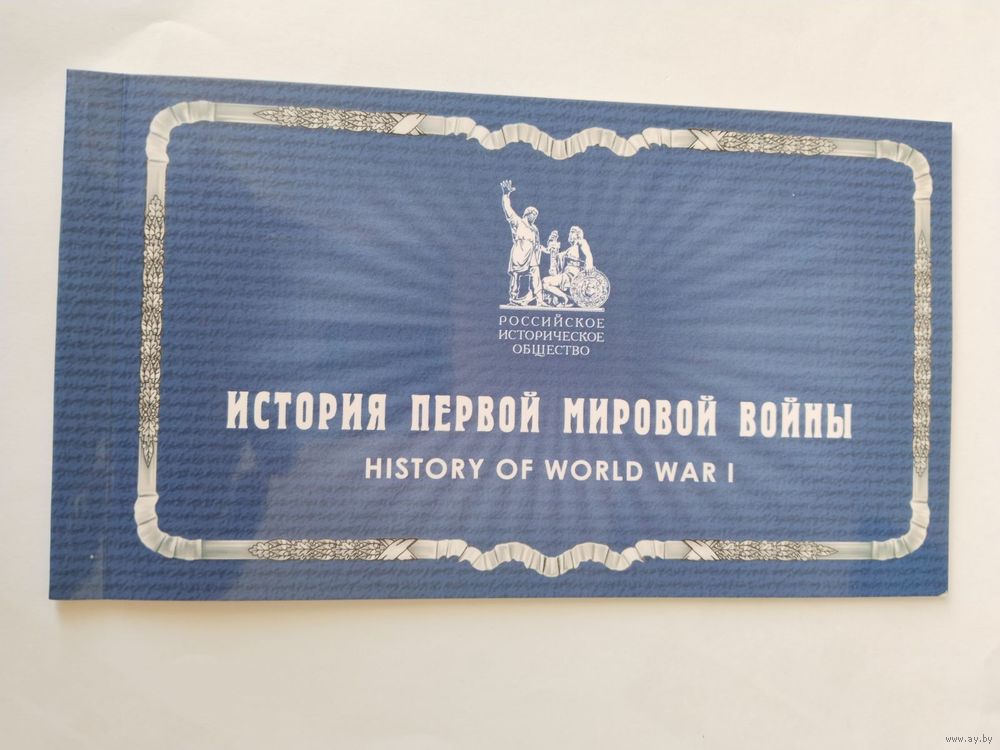 РОССИЙСКОЕ
ИСТОРИЧЕСКОЕ
ОБЩЕСТВО
ИСТОРИЯ ПЕРВОЙ МИРОВОЙ ВОЙНЫ
HISTORY OF WORLD WAR I
www.ay.by